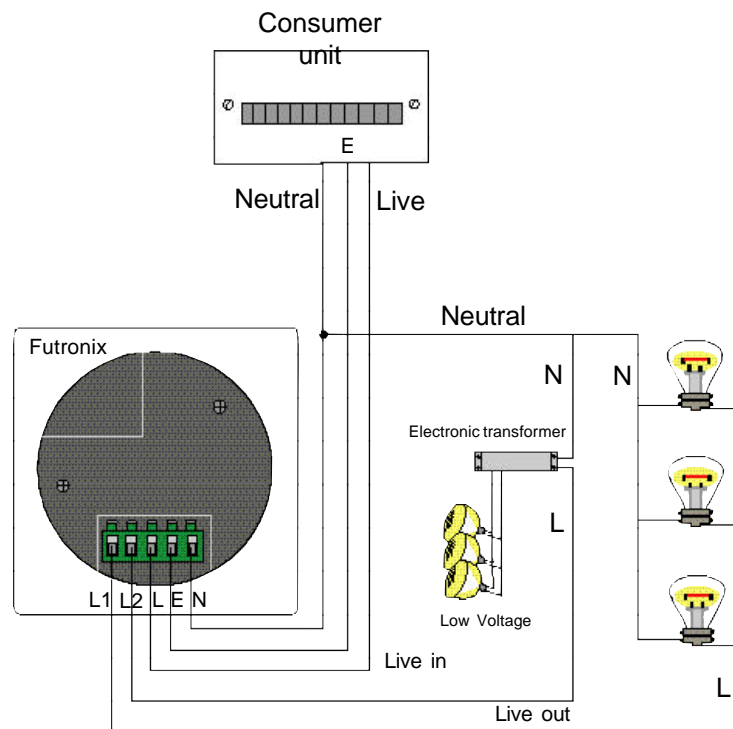 Consumer
unit
E
Neutral Live
Neutral
Futronix
N N
Electronic transformer
L
L1 L2 L E N
Low Voltage
Live in
L
Live out